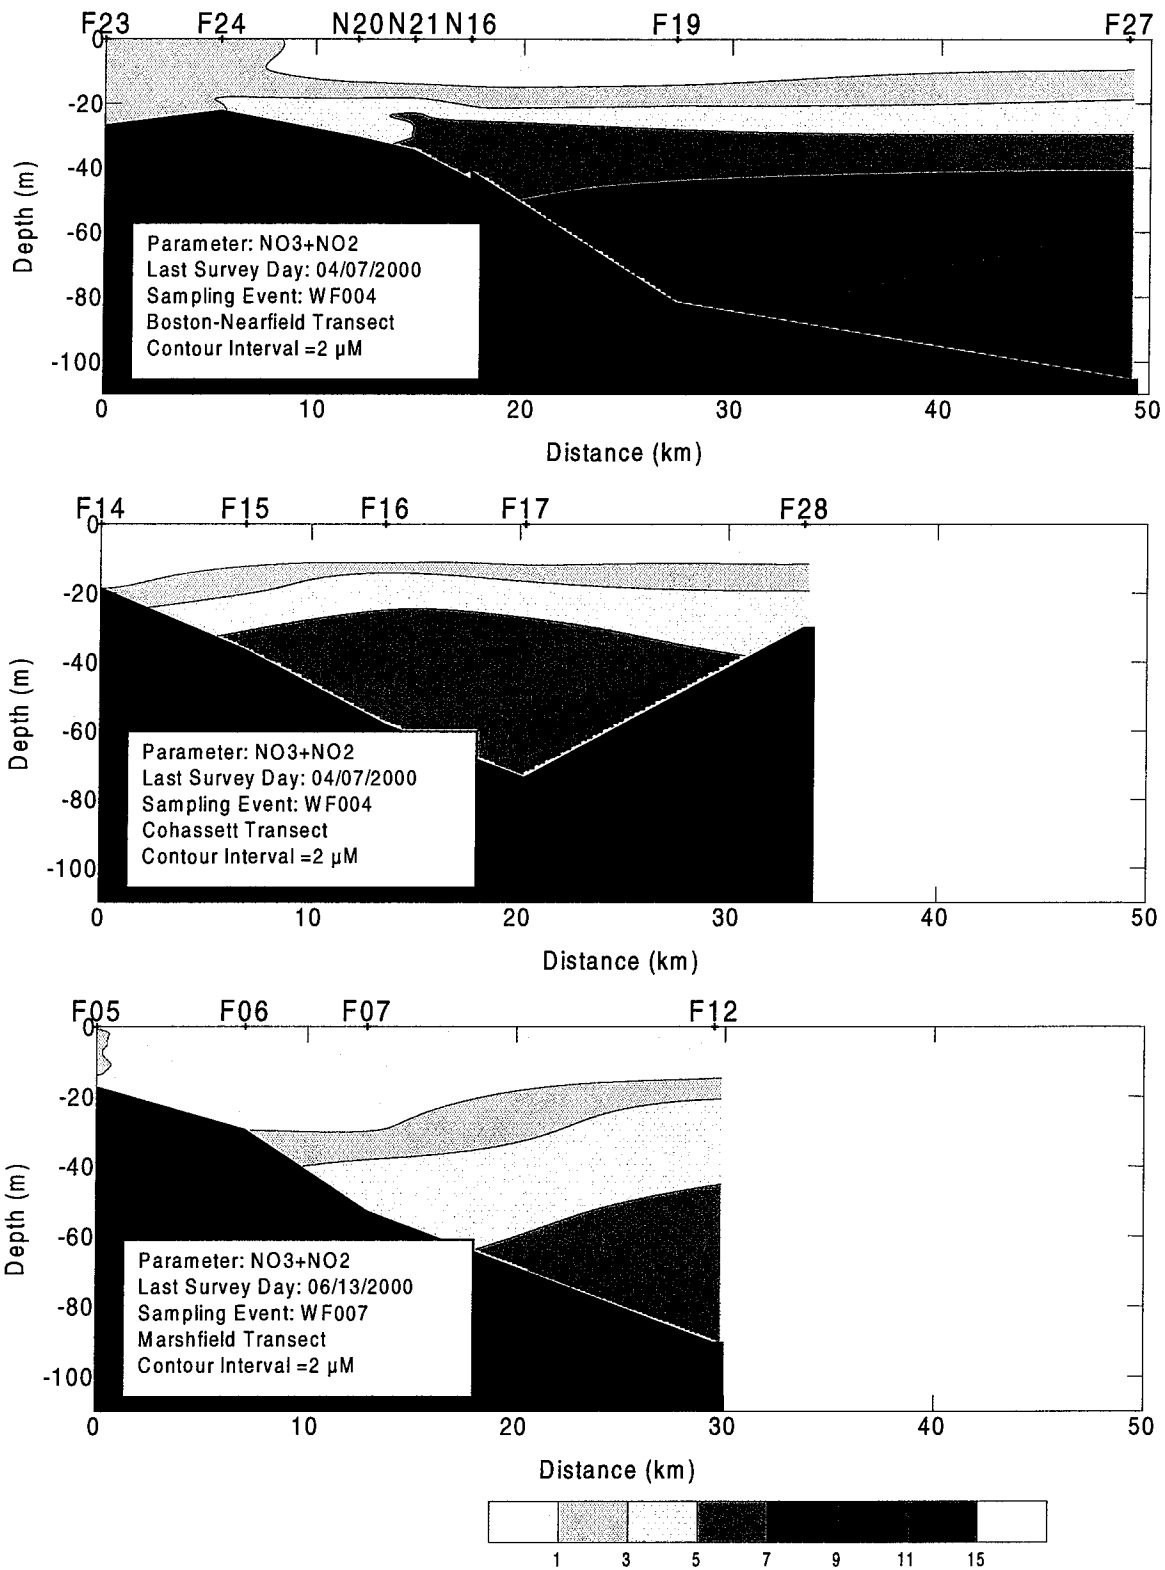 F23 F24 N20 N21 N16 F19 F27
0
-20
-40
-60
-80
-100
Depth (m)
Parameter: NO3+NO2
Last Survey Day: 04/07/2000
Sampling Event: WF004
Boston-Nearfield Transect
Contour Interval =2 µM
0 10 20 30 40 50
Distance (km)
F14 F15 F16 F17 F28
0
-20
-40
-60
-80
-100
Depth (m)
Parameter: NO3+NO2
Last Survey Day: 04/07/2000
Sampling Event: WF004
Cohassett Transect
Contour Interval =2 µM
0 10 20 30 40 50
Distance (km)
F05 F06 F07 F12
0
-20
-40
-60
-80
-100
Depth (m)
Parameter: NO3+NO2
Last Survey Day: 06/13/2000
Sampling Event: WF007
Marshfield Transect
Contour Interval =2 µM
0 10 20 30 40 50
Distance (km)
1 3 5 7 9 11 15